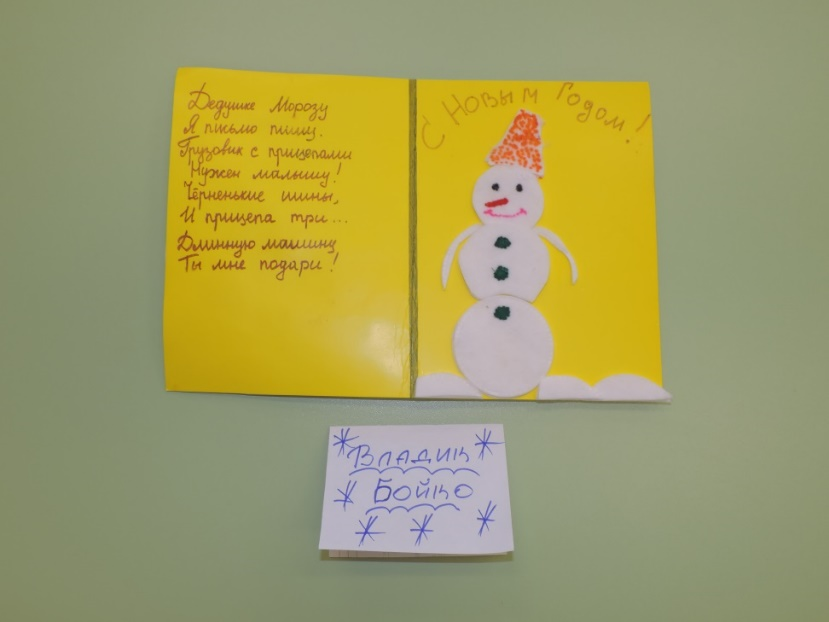 Дедушке Морозу
Я письмо пишу.
Грузовик с прицепами
Нужен малышу!
Чёрненькие шины,
И прицепа три...
Длинную машину
Ты мне подари!
С Новым Годом!
Владик
Бойко